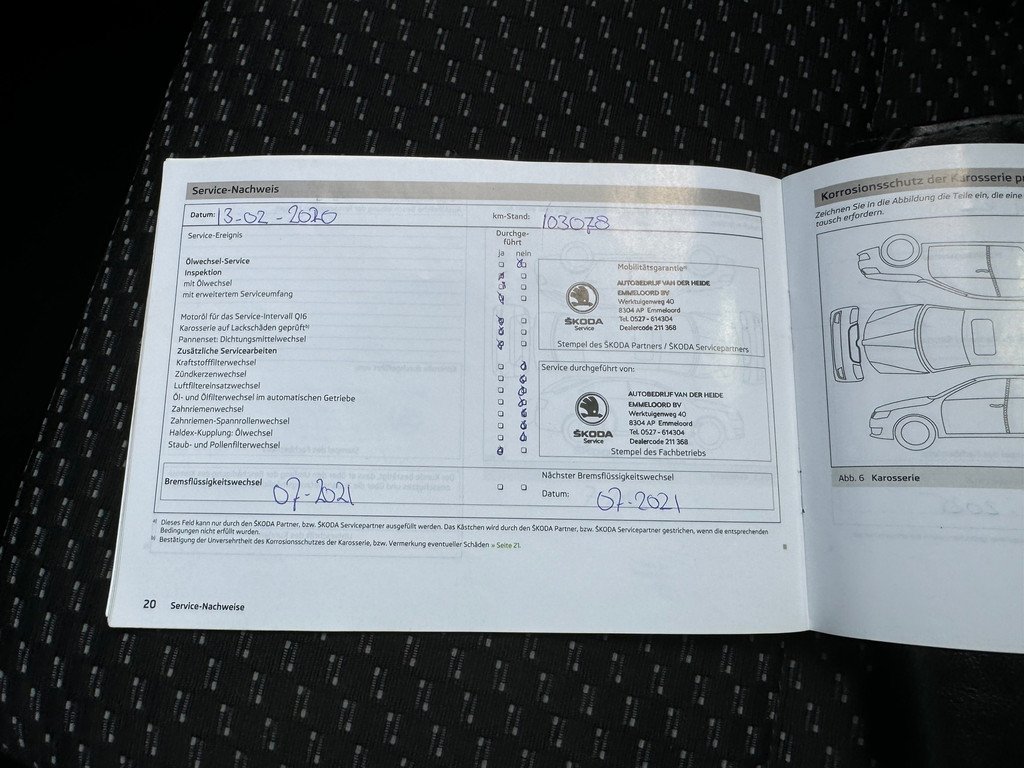 Service-Nachweis
Datum: 13-02-2020 km-Stand: 103078
Service-Ereignis
Durchge-
führt
ja nein
Ölwechsel-Service
Inspektion
mit Ölwechsel
mit erweitertem Serviceumfang
Motoröl für das Service-Intervall QI6
Karosserie auf Lackschäden geprüft b)
Pannenset: Dichtungsmittelwechsel
Zusätzliche Servicearbeiten
Kraftstofffilterwechsel
Zündkerzenwechsel
Luftfiltereinsatzwechsel
Öl- und Ölfilterwechsel im automatischen Getriebe
Zahnriemenwechsel
Zahnriemen-Spannrollenwechsel
Haldex-Kupplung: Ölwechsel
Staub- und Pollenfilterwechsel
Mobilitätsgarantie a)
ŠKODA
Service
AUTOBEDRIJF VAN DER HEIDE
EMMELOORD BV
Werktuigenweg 40
8304 AP Emmeloord
Tel. 0527 - 614304
Dealercode 211 368
Stempel des ŠKODA Partners / ŠKODA Servicepartners
Service durchgeführt von:
ŠKODA
Service
AUTOBEDRIJF VAN DER HEIDE
EMMELOORD BV
Werktuigenweg 40
8304 AP Emmeloord
Tel. 0527 - 614304
Dealercode 211 368
Stempel des Fachbetriebs
Bremsflüssigkeitswechsel 07-2021
Nächster Bremsflüssigkeitswechsel
Datum: 07-2021
a) Dieses Feld kann nur durch den ŠKODA Partner, bzw. ŠKODA Servicepartner ausgefüllt werden. Das Kästchen wird durch den ŠKODA Partner, bzw. ŠKODA Servicepartner gestrichen, wenn die entsprechenden
Bedingungen nicht erfüllt wurden.
b) Bestätigung der Unversehrtheit des Korrosionsschutzes der Karosserie, bzw. Vermerkung eventueller Schäden » Seite 21.
20 Service-Nachweise
Korrosionsschutz der Karosserie
Zeichnen Sie in die Abbildung die Teile ein, die eine
tausch erfordern.
Abb. 6 Karosserie